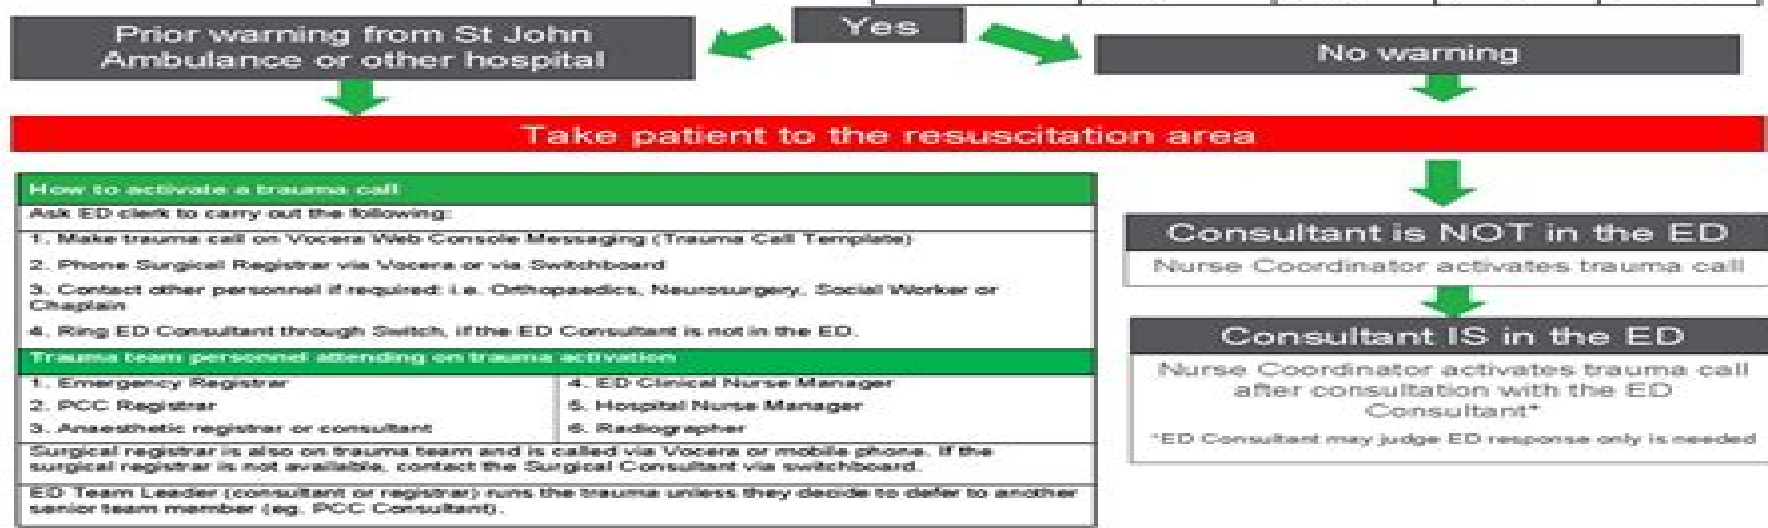 Yes
Prior warning from St John
Ambulance or other hospital
No warning
Take patient to the resuscitation area
How to activate a trauma call
Ask ED clerk to carry out the following:
1. Make trauma call on Vocera Web Console Messaging (Trauma Call Template)
2. Phone Surgical Registrar via Vocera or via Switchboard
3. Contact other personnel if required: i.e. Orthopaedics, Neurosurgery, Social Worker or
Chaplain
4. Ring ED Consultant through Switch, if the ED Consultant is not in the ED.
Trauma team personnel attending on trauma activation
1. Emergency Registrar
2. PCC Registrar
3. Anaesthetic registrar or consultant
4. ED Clinical Nurse Manager
5. Hospital Nurse Manager
6. Radiographer
Surgical registrar is also on trauma team and is called via Vocera or mobile phone. If the
surgical registrar is not available, contact the Surgical Consultant via switchboard.
ED Team Leader (consultant or registrar) runs the trauma unless they decide to defer to another
senior team member (eg. PCC Consultant).
Consultant is NOT in the ED
Nurse Coordinator activates trauma call
Consultant IS in the ED
Nurse Coordinator activates trauma call
after consultation with the ED
Consultant*
*ED Consultant may judge ED response only is needed